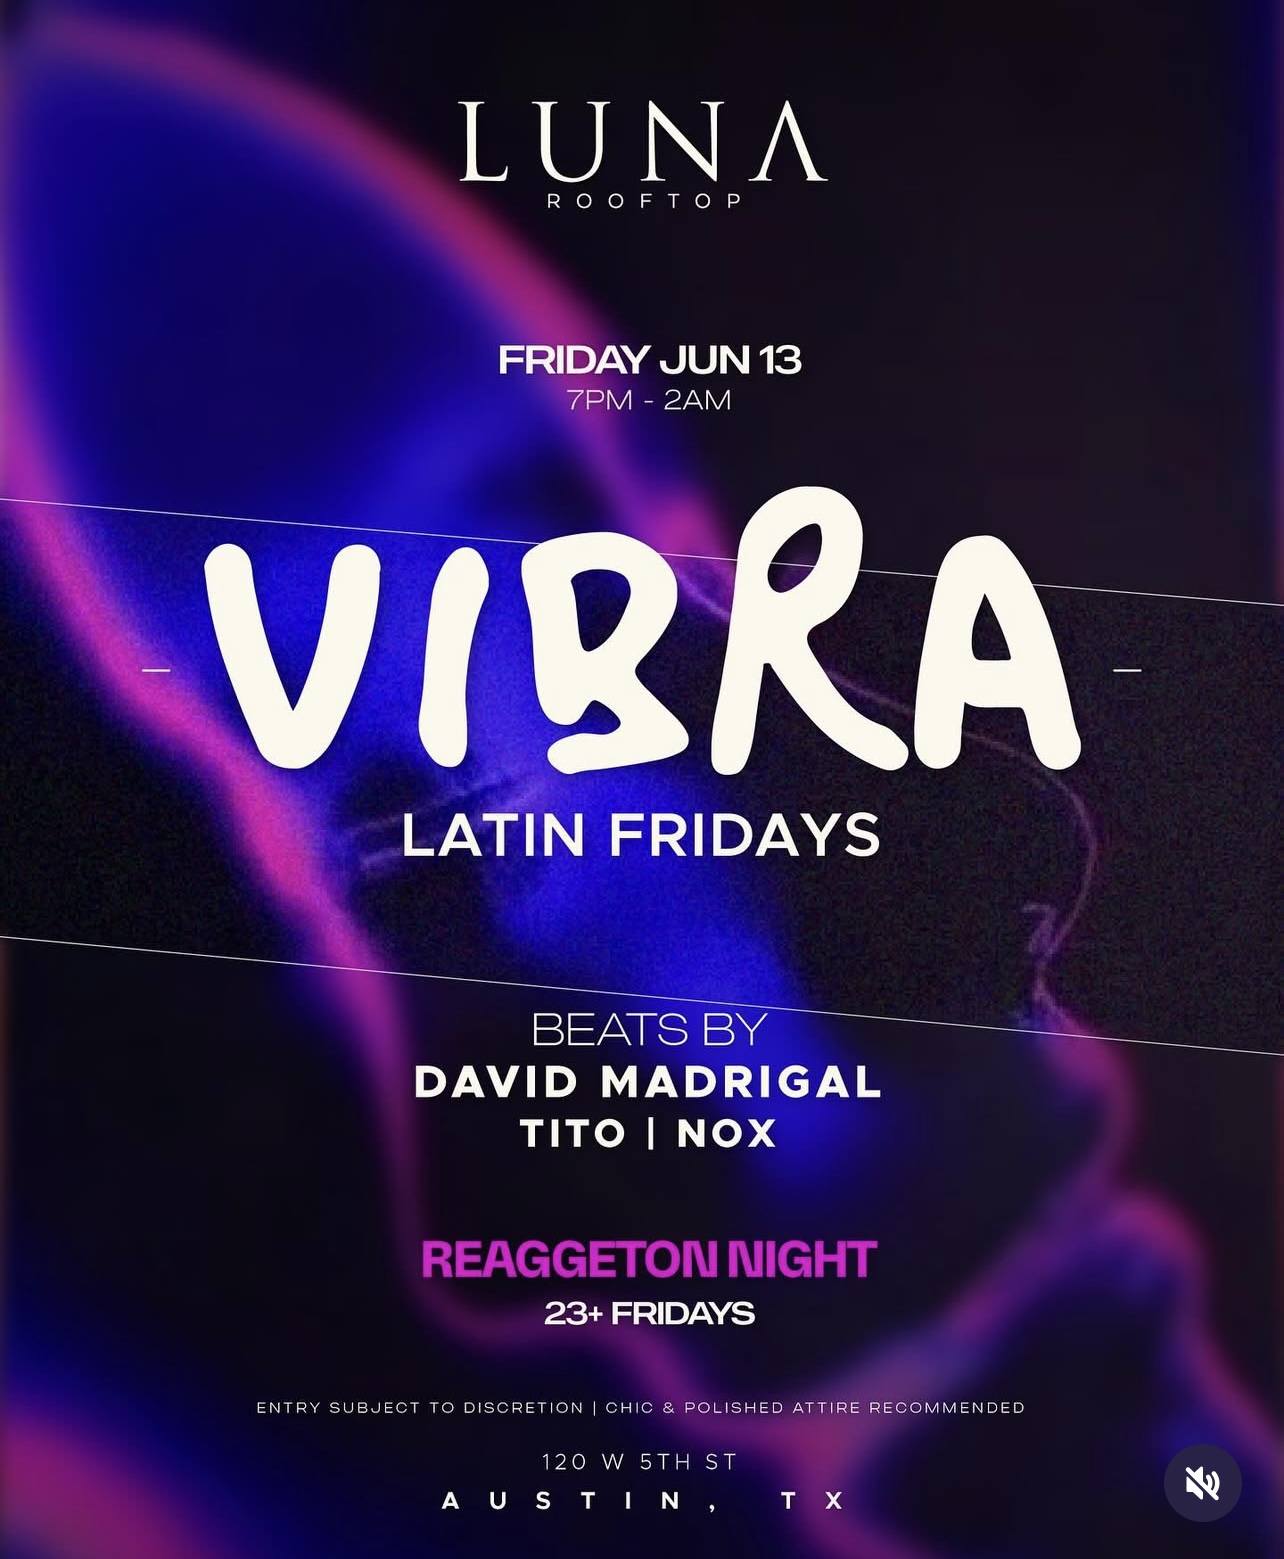 LUNA
ROOFTOP
FRIDAY JUN 13
7PM - 2AM
VIBRA
LATIN FRIDAYS
BEATS BY
DAVID MADRIGAL
TITO | NOX
REAGGETON NIGHT
23+ FRIDAYS
ENTRY SUBJECT TO DISCRETION | CHIC & POLISHED ATTIRE RECOMMENDED
120 W 5TH ST
AUSTIN, TX